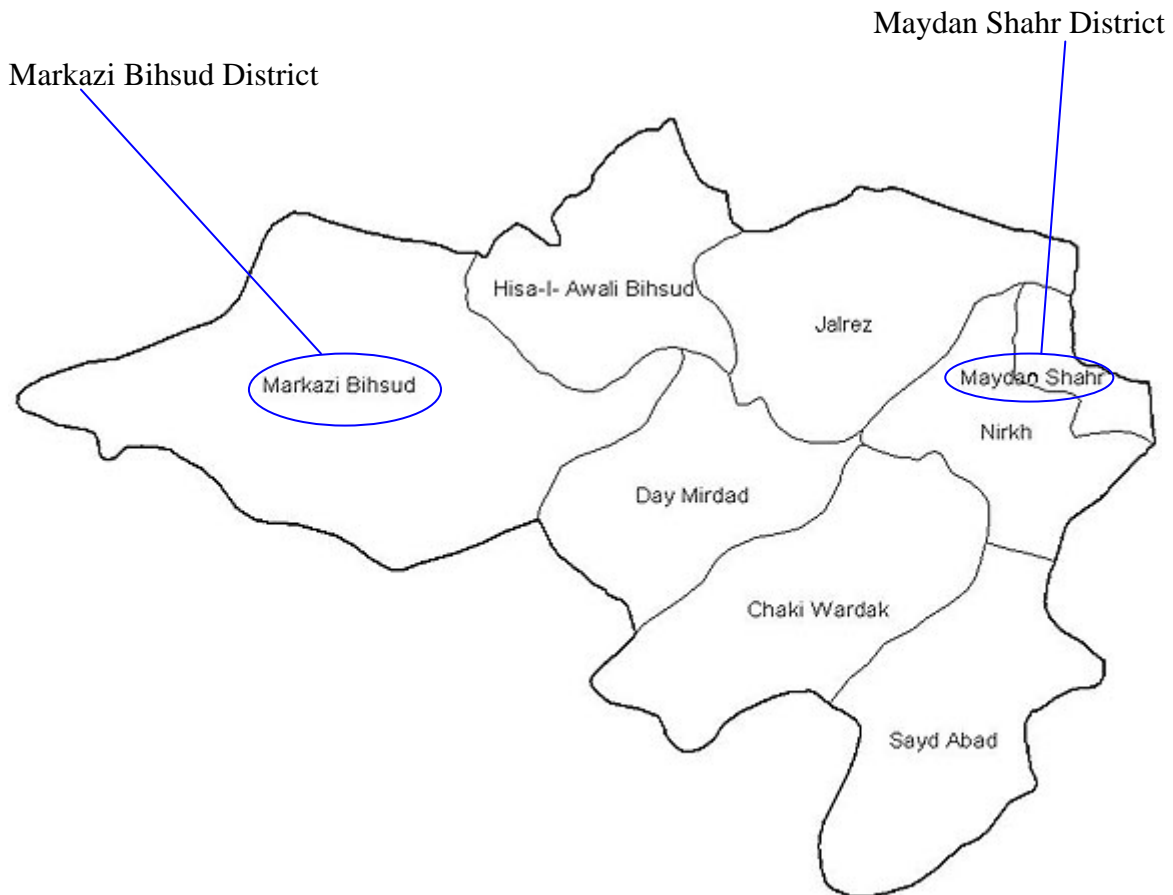 Maydan Shahr District
Markazi Bihsud District
Hisa-I- Awali Bihsud
Jalrez
Markazi Bihsud
Maydan Shahr
Nirkh
Day Mirdad
Chaki Wardak
Sayd Abad